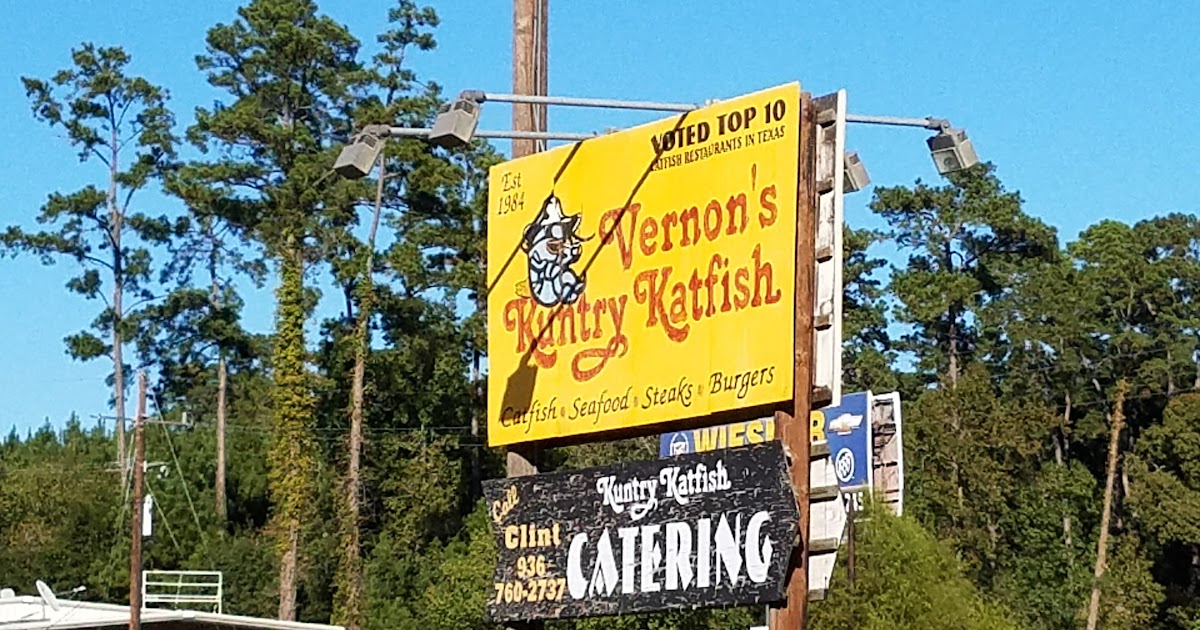 VOTED TOP 10
CATFISH RESTAURANTS IN TEXAS
Est
1984
Vernon's
Kuntry Katfish
Catfish • Seafood • Steaks • Burgers
Kuntry Katfish
CATERING
Call
Clint
936-
760-2737